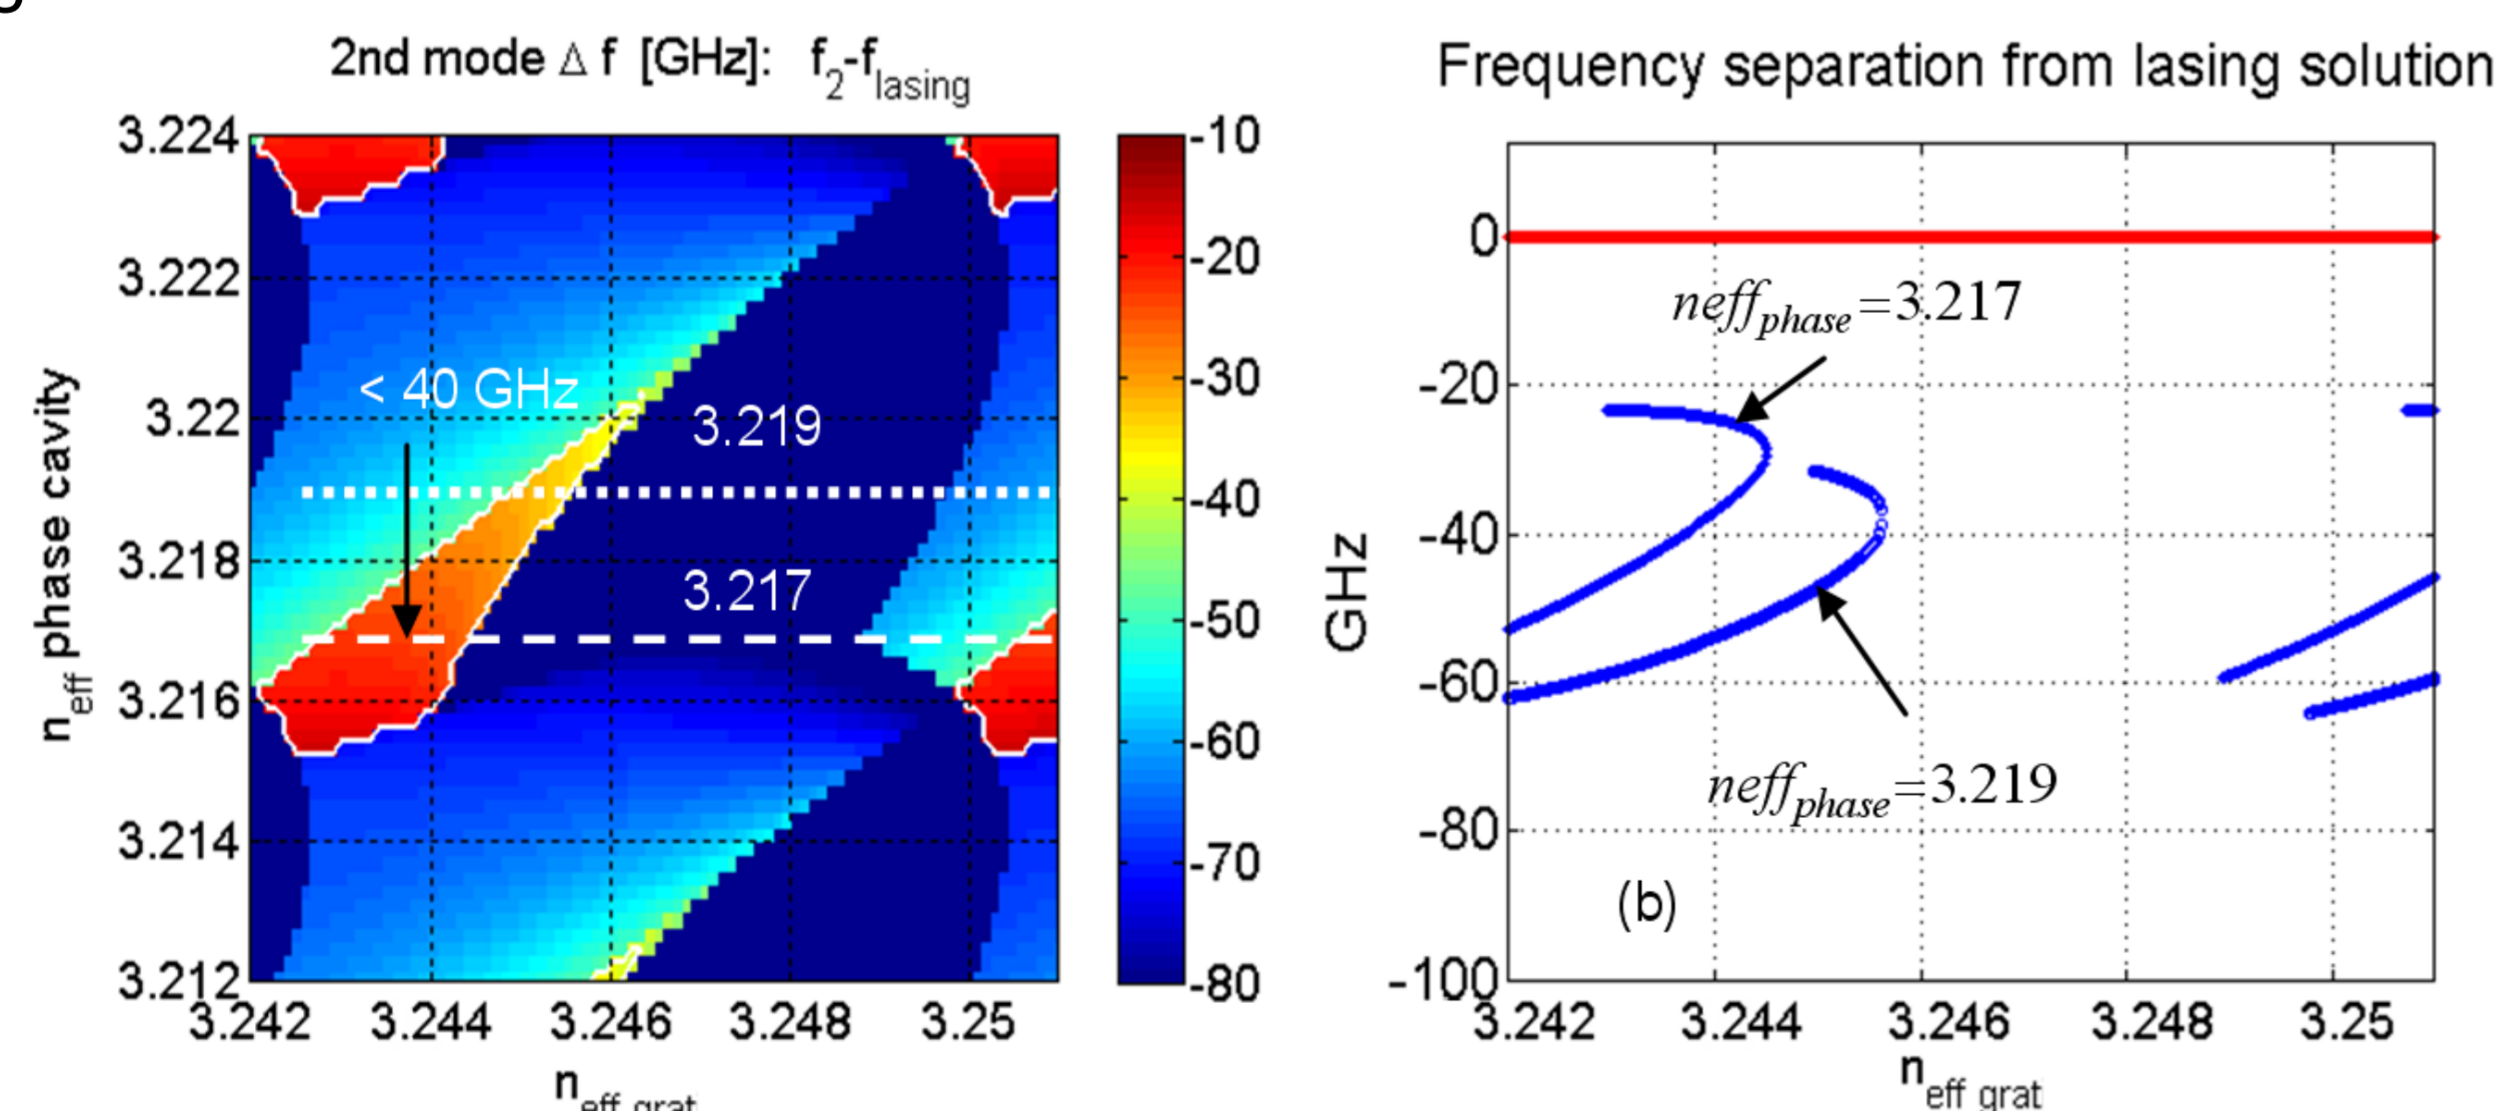 2nd mode Δ f [GHz]: f2-flasing
3.224
3.222
3.22
3.218
3.216
3.214
3.212
neff phase cavity
< 40 GHz
3.219
3.217
3.242 3.244 3.246 3.248 3.25
neff grat
-10
-20
-30
-40
-50
-60
-70
-80
Frequency separation from lasing solution
0
-20
-40
-60
-80
-100
GHz
neffphase=3.217
neffphase=3.219
(b)
3.242 3.244 3.246 3.248 3.25
neff grat